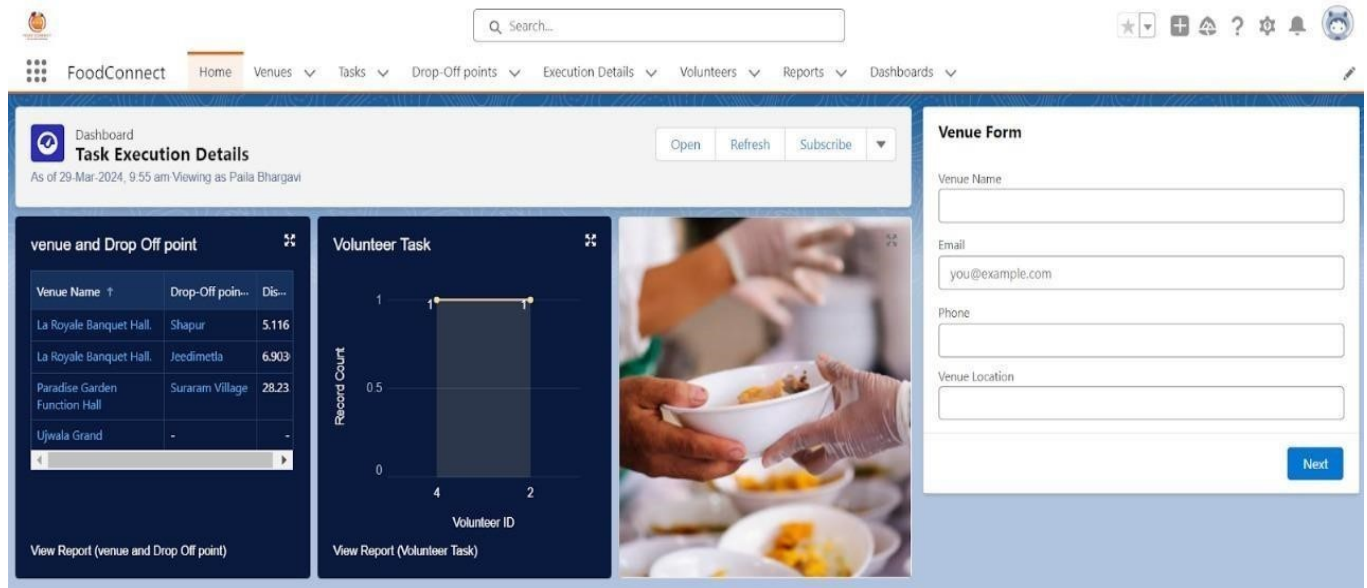 Search...
FoodConnect Home Venues Tasks Drop-Off points Execution Details Volunteers Reports Dashboards
Dashboard
Task Execution Details
As of 29-Mar-2024, 9:55 am·Viewing as Paila Bhargavi
Open Refresh Subscribe
venue and Drop Off point
Venue Name ↑ Drop-Off poin... Dis...
La Royale Banquet Hall. Shapur 5.116
La Royale Banquet Hall. Jeedimetla 6.903
Paradise Garden Suraram Village 28.23
Function Hall
Ujwala Grand - -
View Report (venue and Drop Off point)
Volunteer Task
1
1 1
Record Count
0.5
0
4 2
Volunteer ID
View Report (Volunteer Task)
Venue Form
Venue Name
Email
you@example.com
Phone
Venue Location
Next